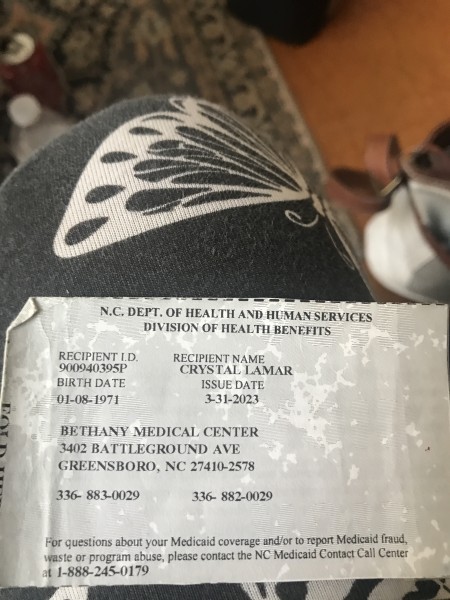 N.C. DEPT. OF HEALTH AND HUMAN SERVICES
DIVISION OF HEALTH BENEFITS
RECIPIENT I.D. RECIPIENT NAME
900940395P CRYSTAL LAMAR
BIRTH DATE ISSUE DATE
01-08-1971 3-31-2023
BETHANY MEDICAL CENTER
3402 BATTLEGROUND AVE
GREENSBORO, NC 27410-2578
336- 883-0029 336- 882-0029
For questions about your Medicaid coverage and/or to report Medicaid fraud,
waste or program abuse, please contact the NC Medicaid Contact Call Center
at 1-888-245-0179
FOLD